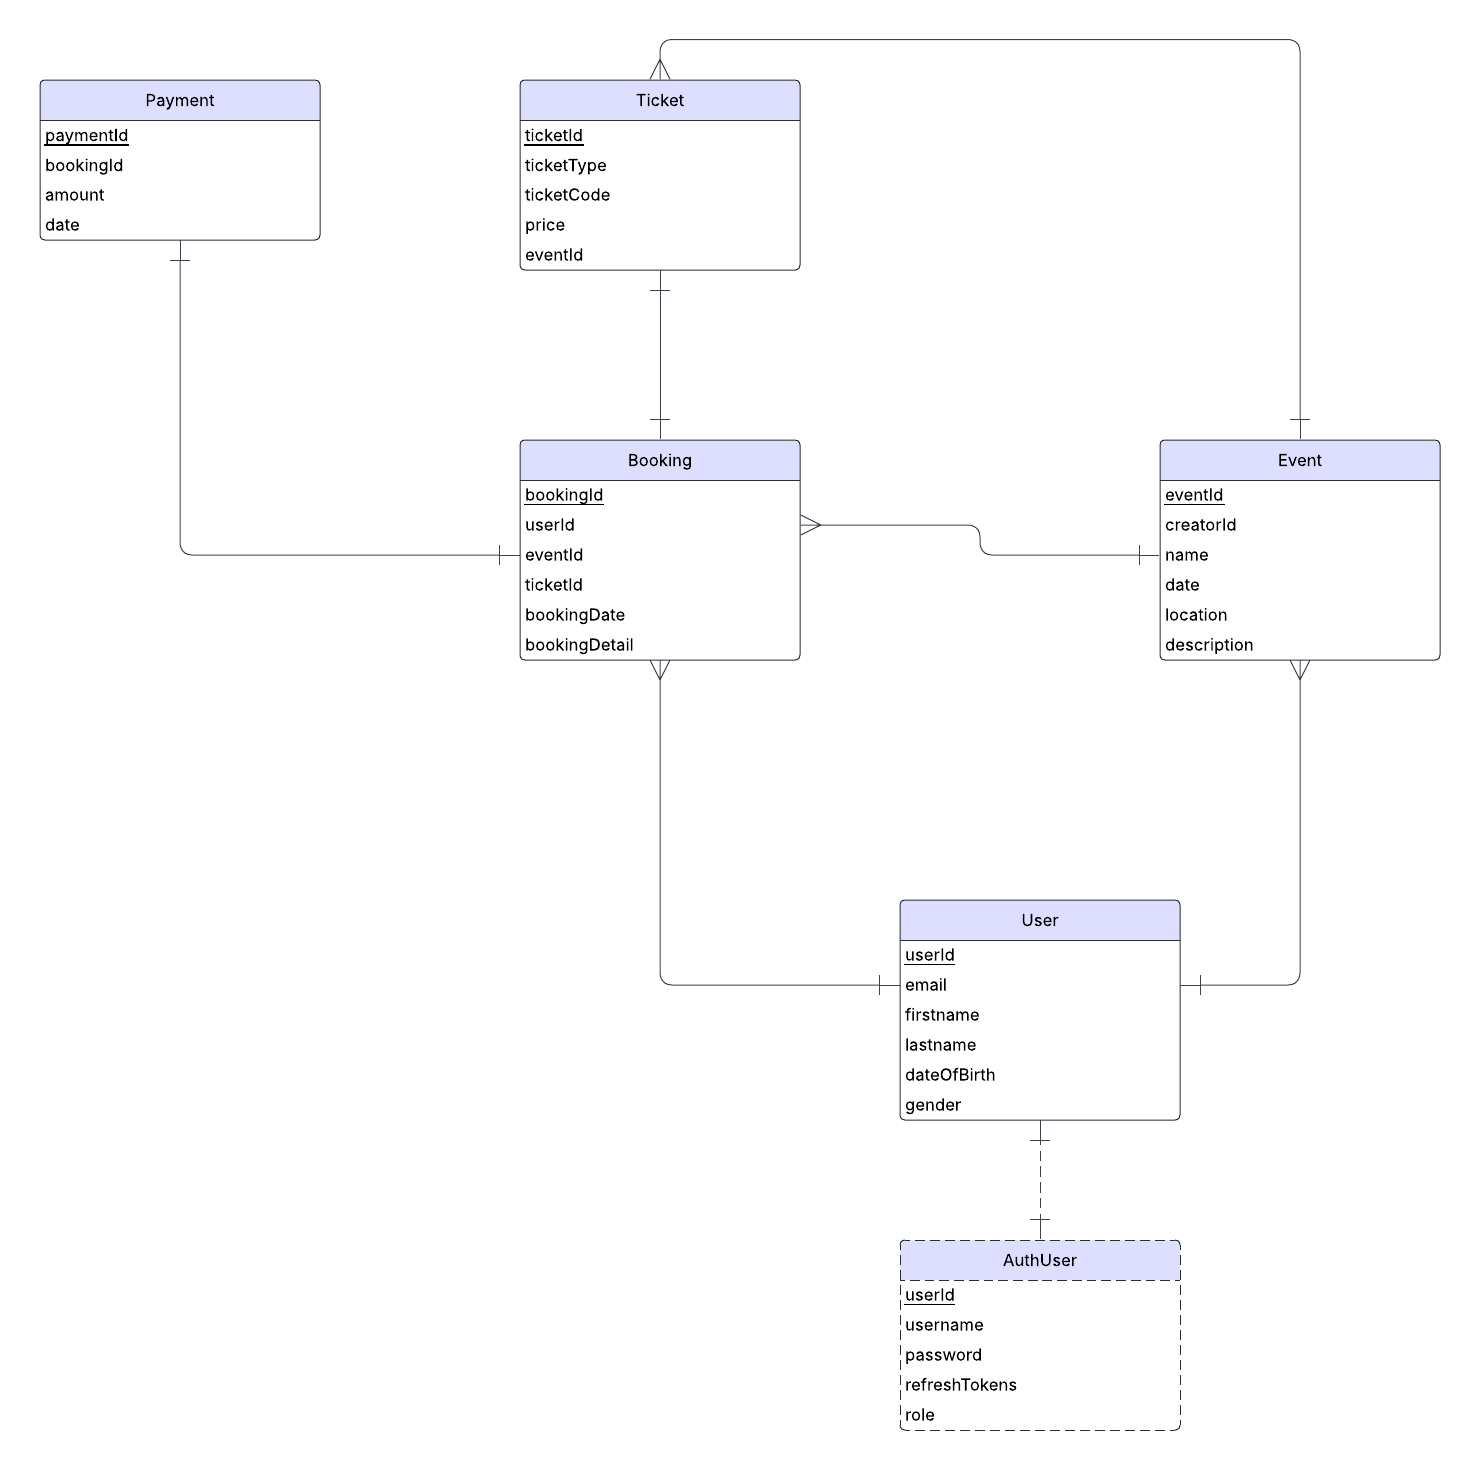 Payment
paymentId
bookingId
amount
date
Ticket
ticketId
ticketType
ticketCode
price
eventId
Booking
bookingId
userId
eventId
ticketId
bookingDate
bookingDetail
Event
eventId
creatorId
name
date
location
description
User
userId
email
firstname
lastname
dateOfBirth
gender
AuthUser
userId
username
password
refreshTokens
role